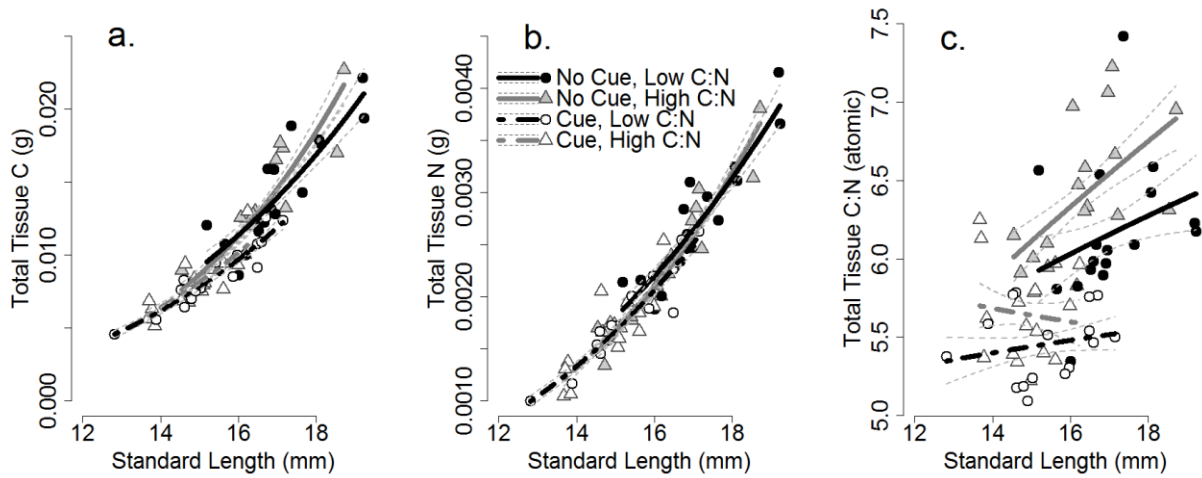 a.
Total Tissue C (g)
0.000 0.010 0.020
12 14 16 18
Standard Length (mm)
b.
Total Tissue N (g)
0.0010 0.0020 0.0030 0.0040
No Cue, Low C:N
No Cue, High C:N
Cue, Low C:N
Cue, High C:N
12 14 16 18
Standard Length (mm)
c.
Total Tissue C:N (atomic)
5.0 5.5 6.0 6.5 7.0 7.5
12 14 16 18
Standard Length (mm)